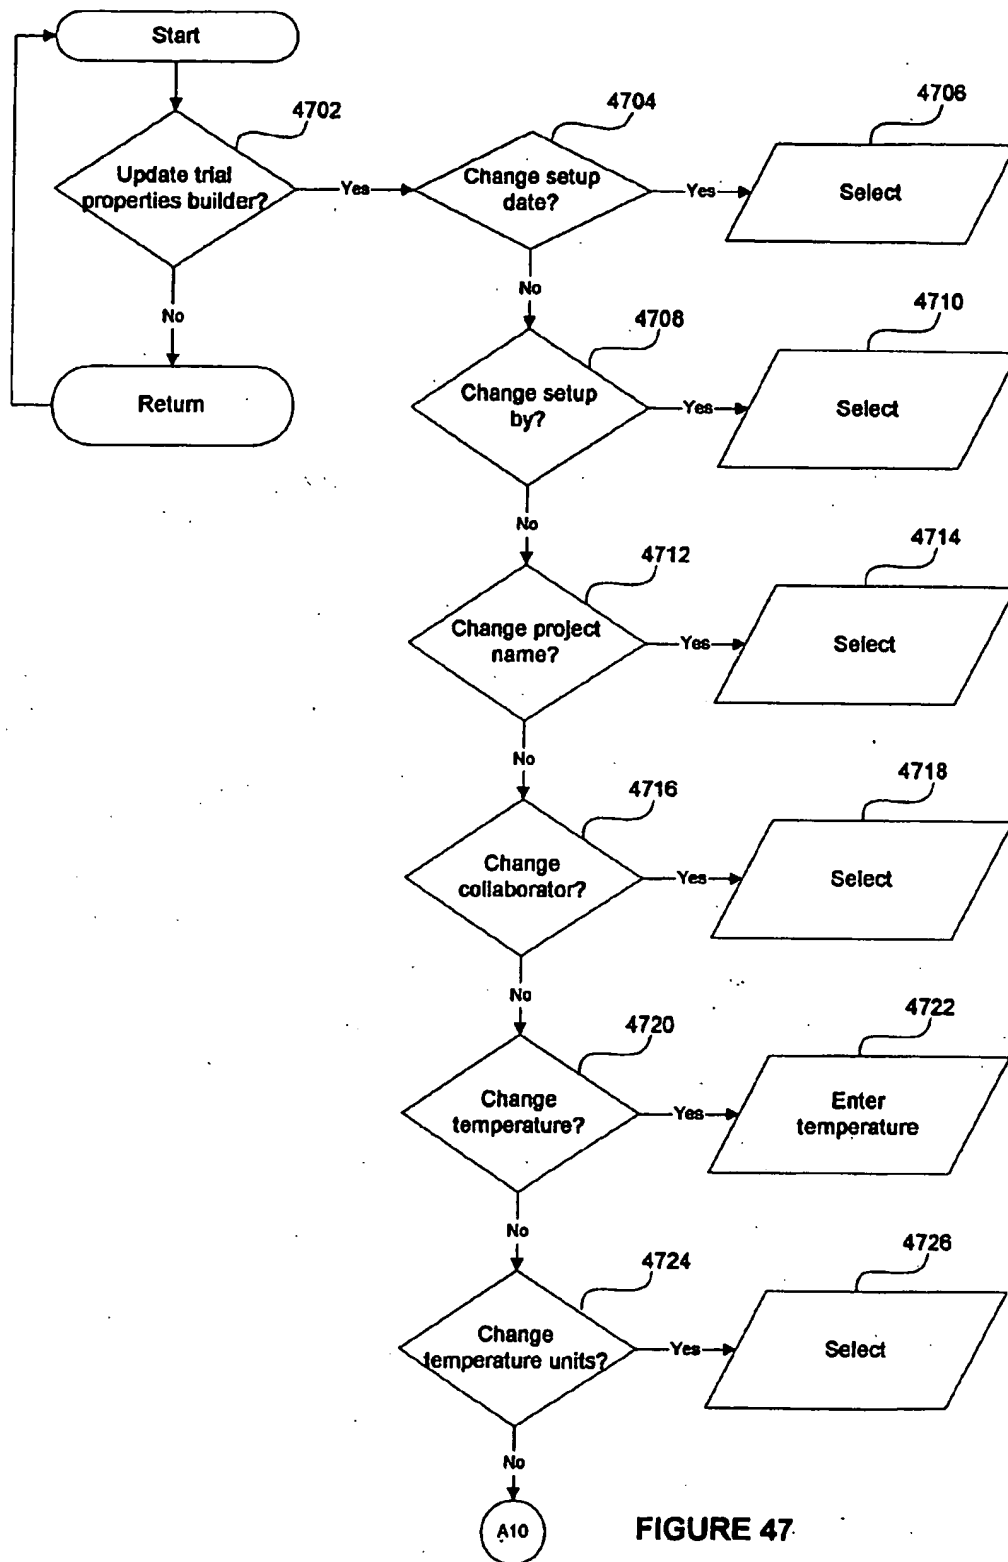 Start
4702
Update trial
properties builder?
Yes
4704
Change setup
date?
Yes
4706
Select
No
Return
No
4708
Change setup
by?
Yes
4710
Select
No
4712
Change project
name?
Yes
4714
Select
No
4716
Change
collaborator?
Yes
4718
Select
No
4720
Change
temperature?
Yes
4722
Enter
temperature
No
4724
Change
temperature units?
Yes
4726
Select
No
A10
FIGURE 47